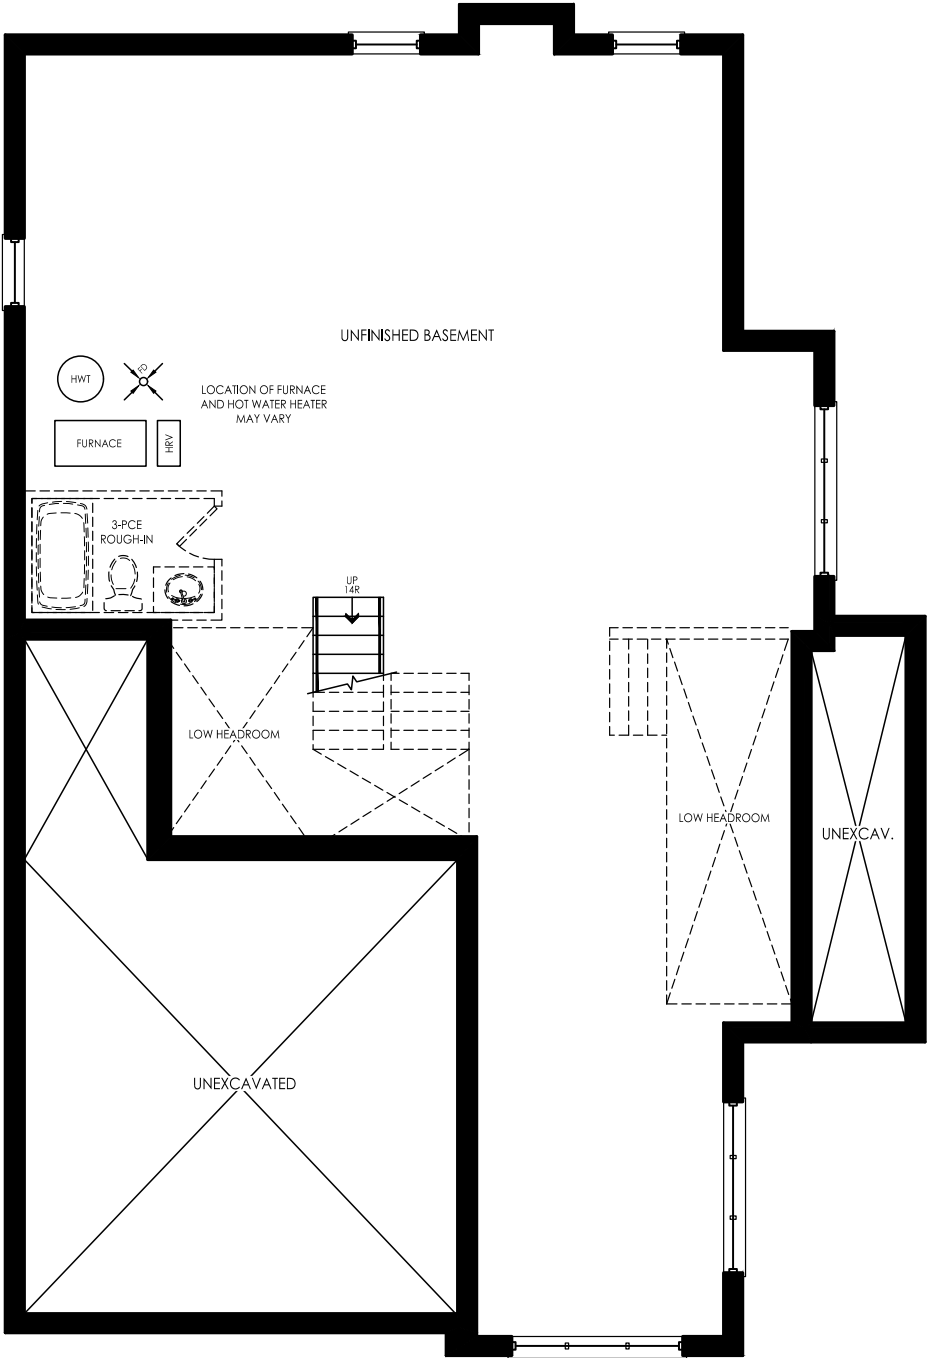 UNFINISHED BASEMENT
HWT
FD
LOCATION OF FURNACE
AND HOT WATER HEATER
MAY VARY
FURNACE
HRV
3-PCE
ROUGH-IN
UP
14R
LOW HEADROOM
LOW HEADROOM
UNEXCAV.
UNEXCAVATED